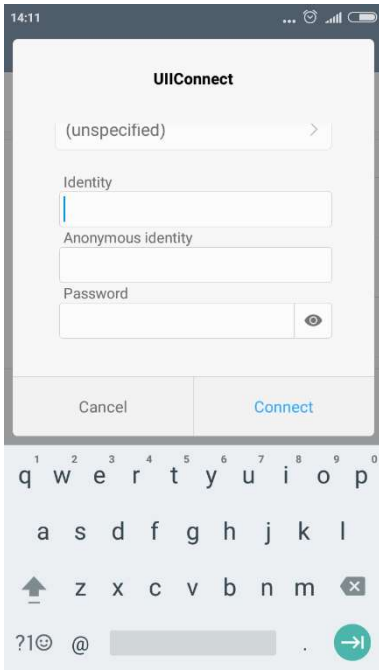 14:11
...
UIIConnect
(unspecified)
Identity
Anonymous identity
Password
Cancel
Connect
1 2 3 4 5 6 7 8 9 0
q w e r t y u i o p
a s d f g h j k l
z x c v b n m
?1☺ @ .